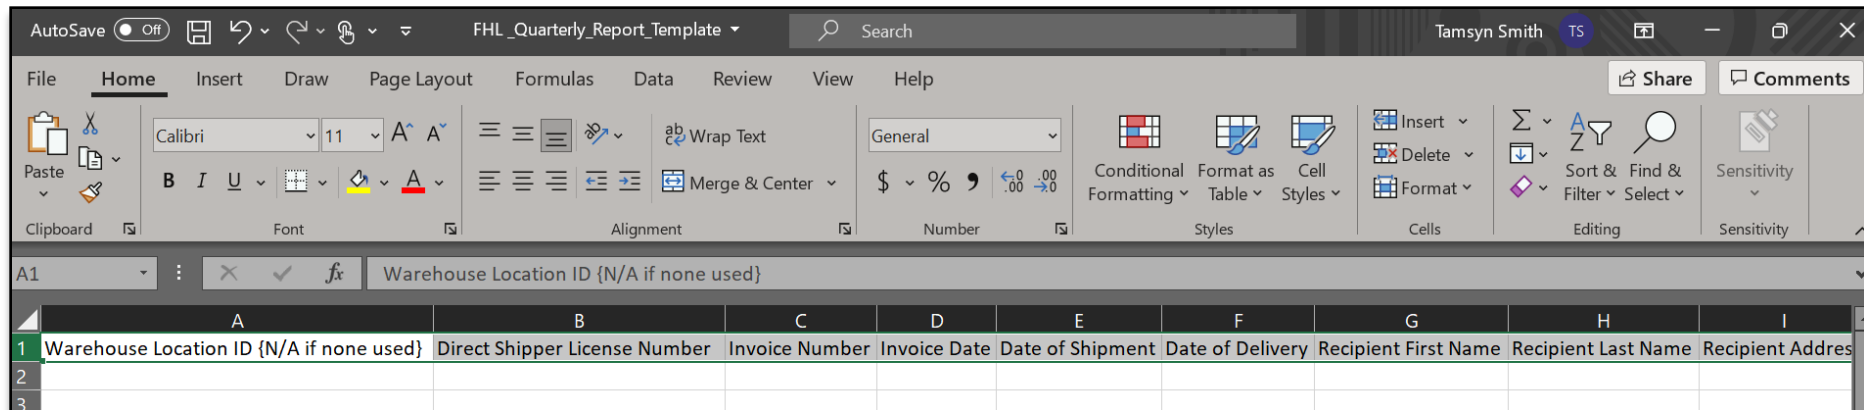 AutoSave Off FHL _Quarterly_Report_Template Search Tamsyn Smith TS
File Home Insert Draw Page Layout Formulas Data Review View Help Share Comments
Calibri 11 A A Wrap Text General Insert
Paste Conditional Formatting Format as Table Cell Styles Delete Sort & Filter Find & Select Sensitivity
B I U A Merge & Center $ % Format
Clipboard Font Alignment Number Styles Cells Editing Sensitivity
A1 fx Warehouse Location ID {N/A if none used}
A B C D E F G H I
1 Warehouse Location ID {N/A if none used} Direct Shipper License Number Invoice Number Invoice Date Date of Shipment Date of Delivery Recipient First Name Recipient Last Name Recipient Addres
2
3